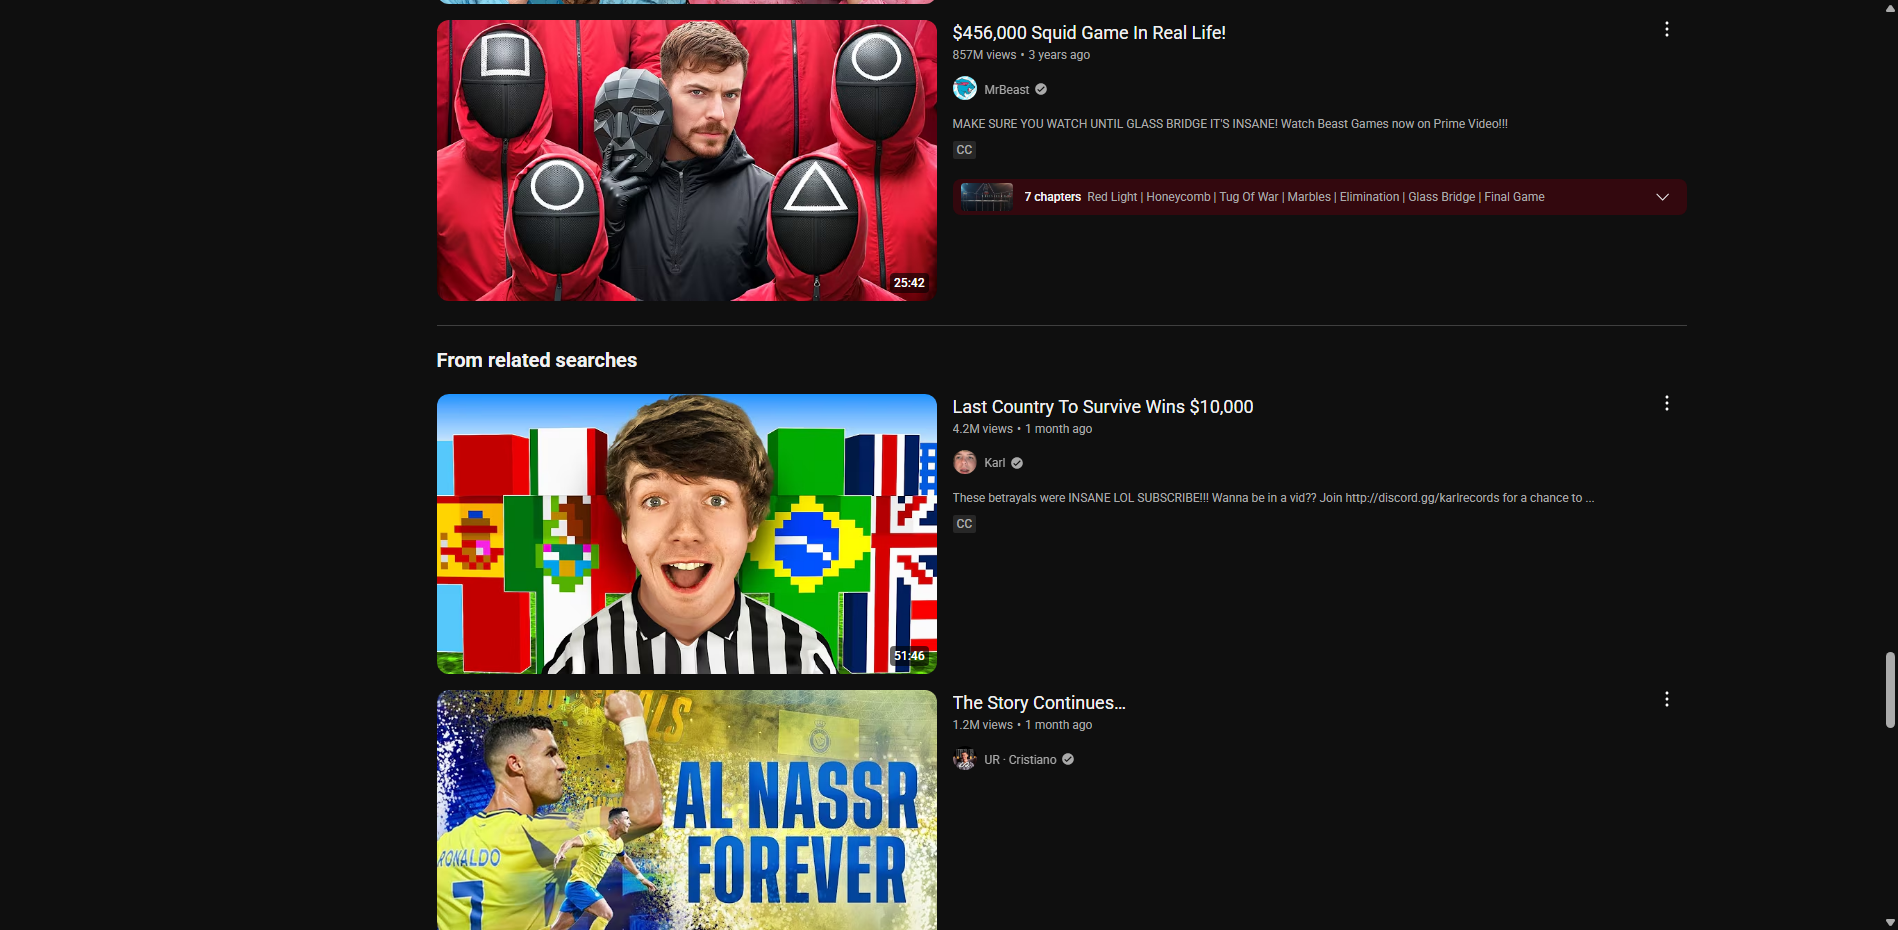 $456,000 Squid Game In Real Life!
857M views • 3 years ago
MrBeast
MAKE SURE YOU WATCH UNTIL GLASS BRIDGE IT'S INSANE! Watch Beast Games now on Prime Video!!!
CC
7 chapters Red Light | Honeycomb | Tug Of War | Marbles | Elimination | Glass Bridge | Final Game
25:42
From related searches
Last Country To Survive Wins $10,000
4.2M views • 1 month ago
Karl
These betrayals were INSANE LOL SUBSCRIBE!!! Wanna be in a vid?? Join http://discord.gg/karlrecords for a chance to ...
CC
51:46
The Story Continues...
1.2M views • 1 month ago
UR · Cristiano
AL NASSR
FOREVER
RONALDO
7